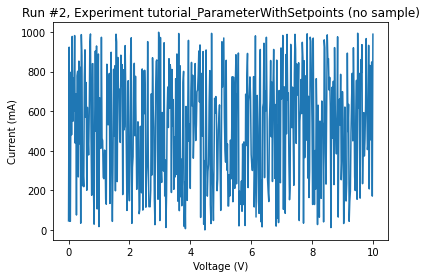 Run #2, Experiment tutorial_ParameterWithSetpoints (no sample)
1000
800
600
400
200
0
Current (mA)
0 2 4 6 8 10
Voltage (V)